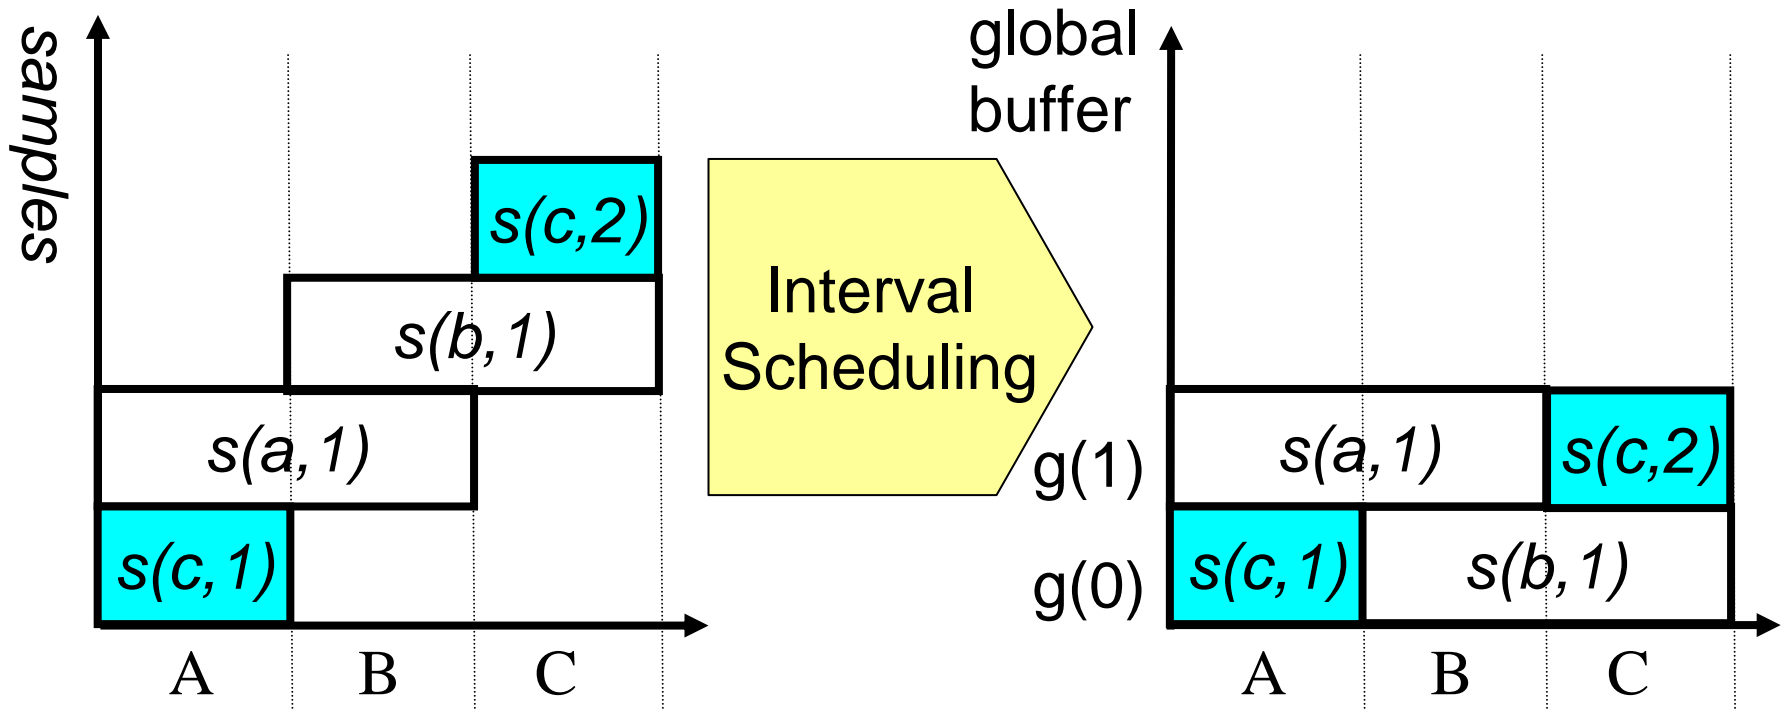 samples
s(c,2)
s(b,1)
s(a,1)
s(c,1)
A B C
Interval
Scheduling
global
buffer
g(1) s(a,1) s(c,2)
g(0) s(c,1) s(b,1)
A B C